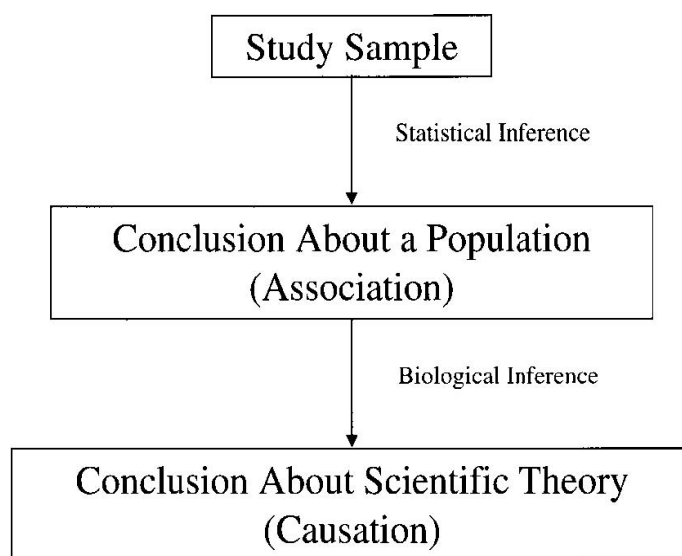 Study Sample
Statistical Inference
Conclusion About a Population
(Association)
Biological Inference
Conclusion About Scientific Theory
(Causation)